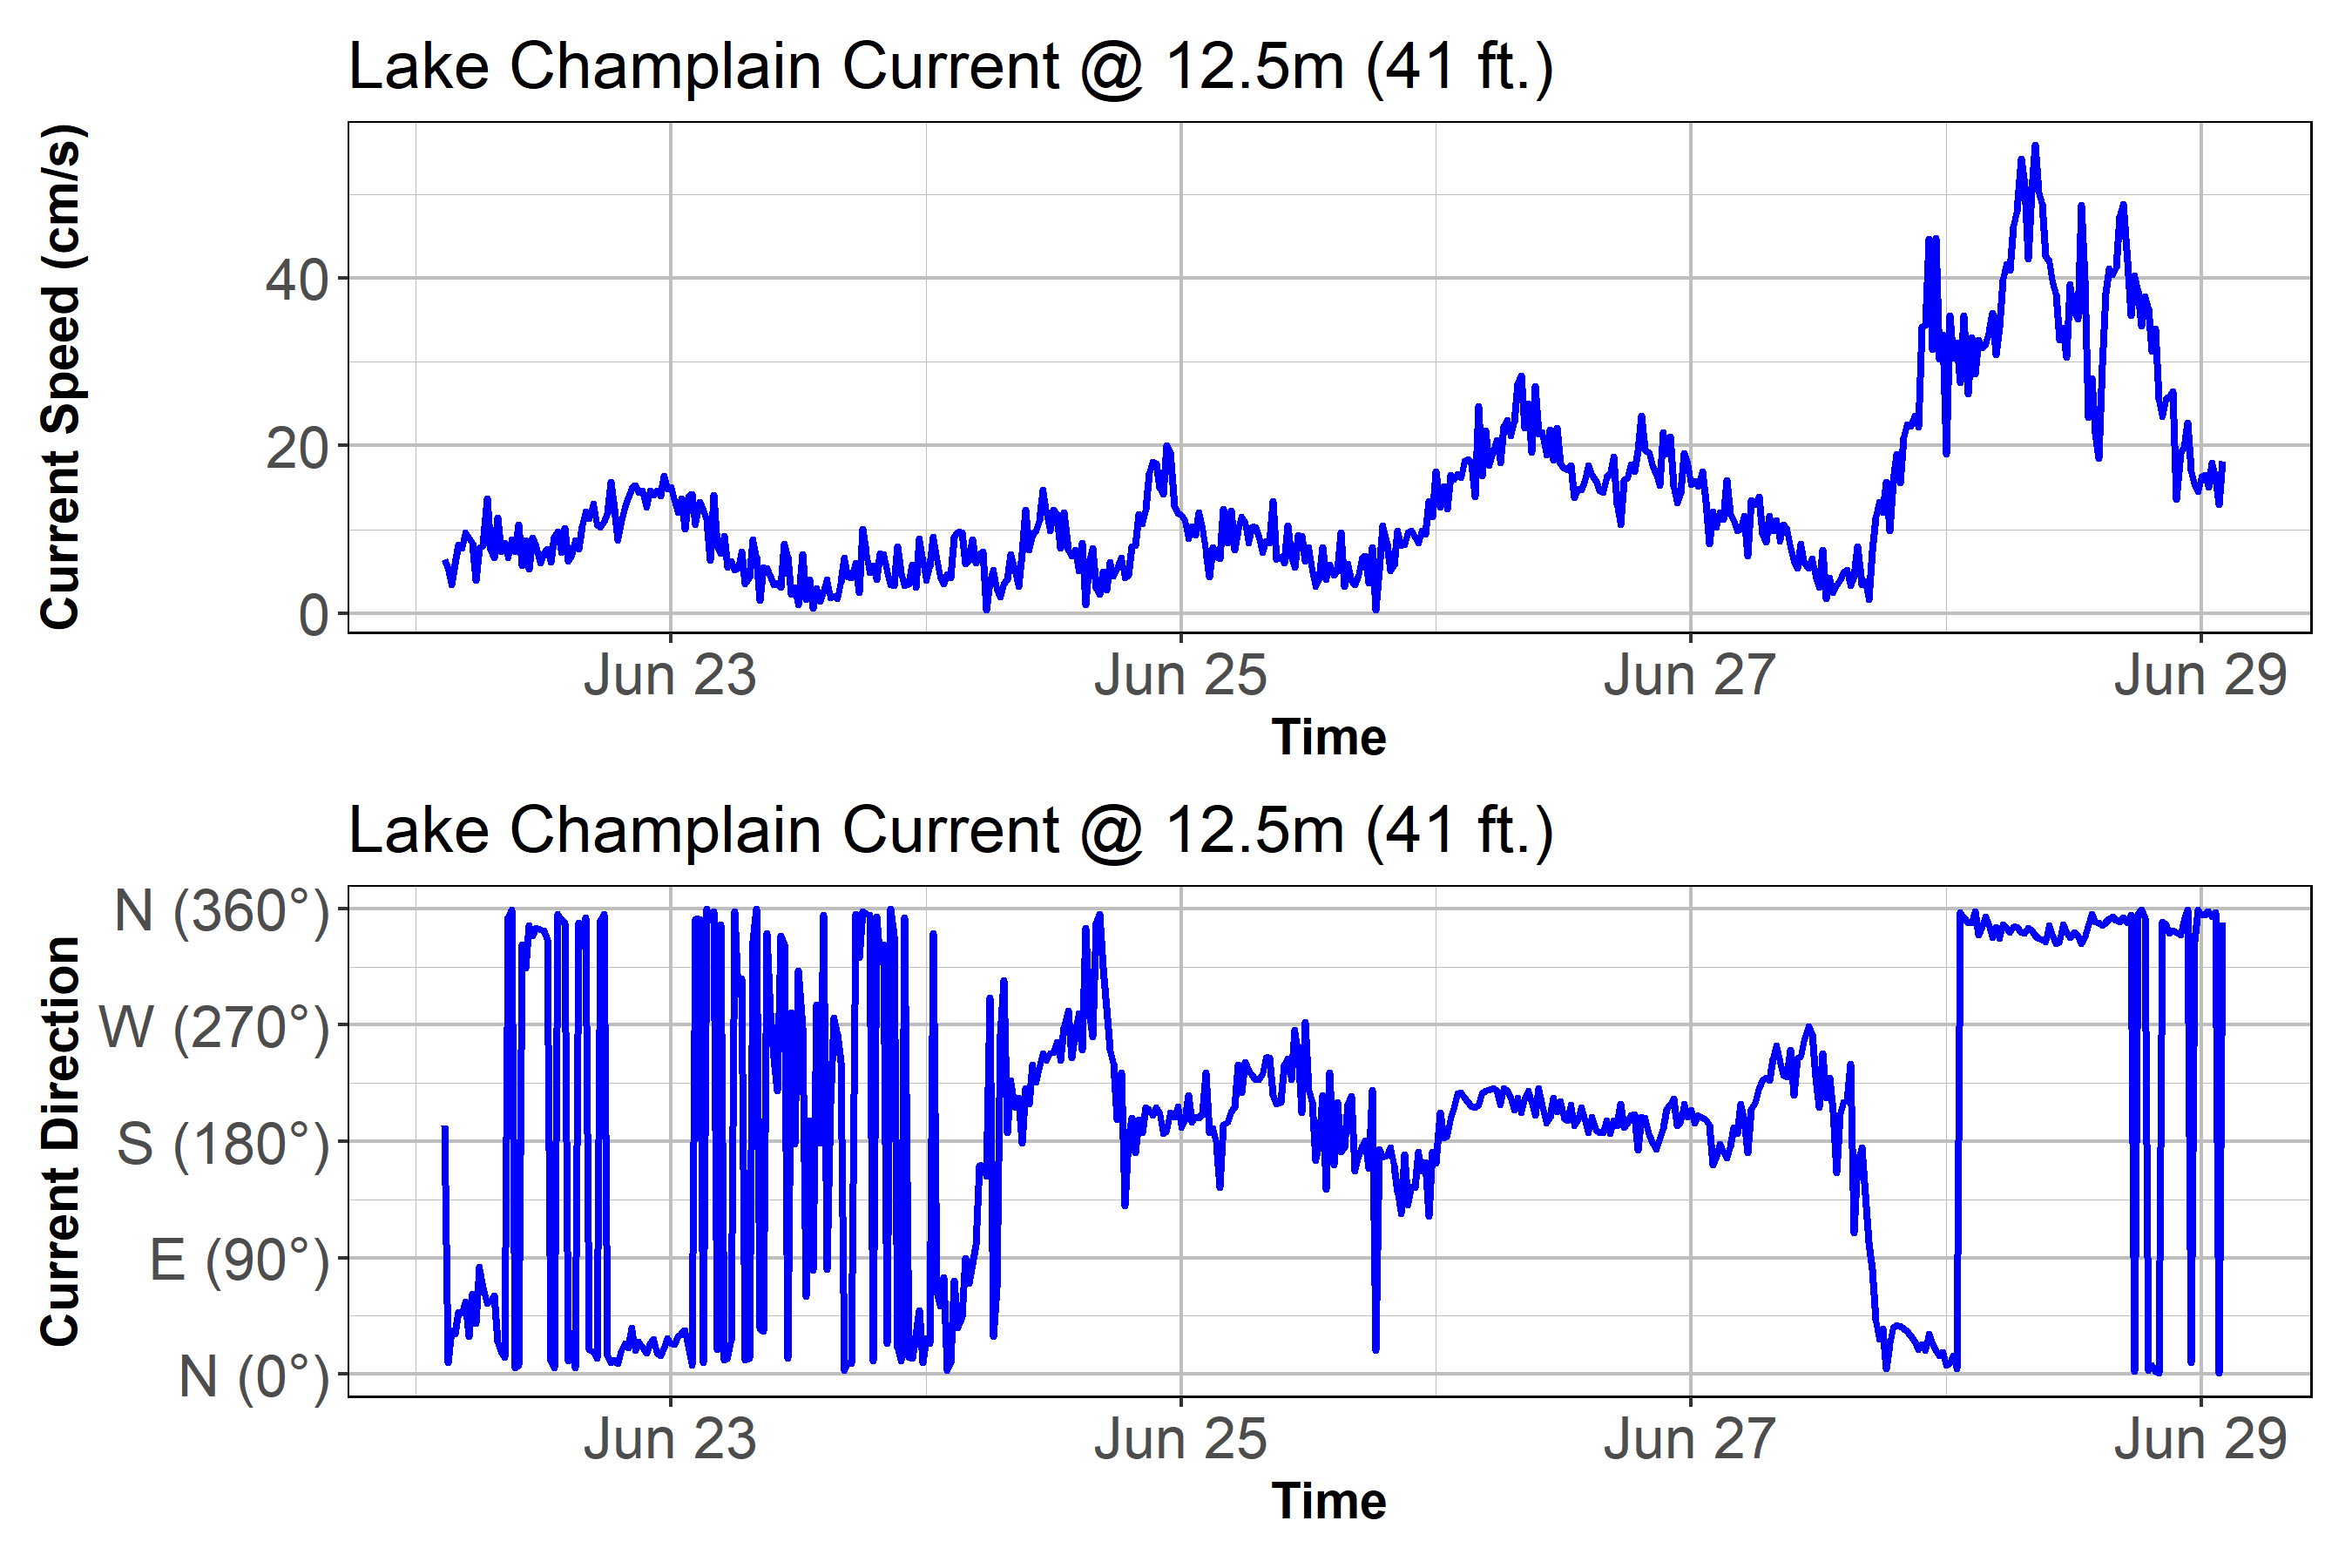 Lake Champlain Current @ 12.5m (41 ft.)
Current Speed (cm/s)
40
20
0
Jun 23 Jun 25 Jun 27 Jun 29
Time
Lake Champlain Current @ 12.5m (41 ft.)
Current Direction
N (360°)
W (270°)
S (180°)
E (90°)
N (0°)
Jun 23 Jun 25 Jun 27 Jun 29
Time